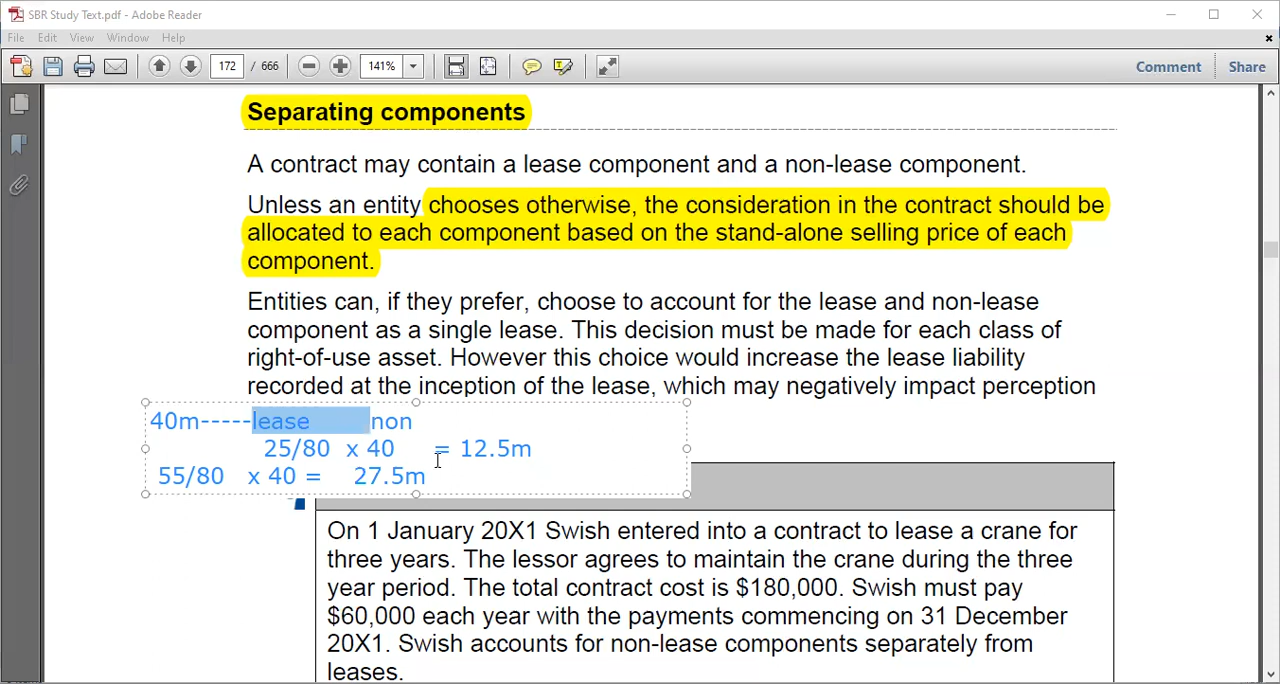 SBR Study Text.pdf - Adobe Reader
File Edit View Window Help
172 / 666 141% Comment Share
Separating components
A contract may contain a lease component and a non-lease component.
Unless an entity chooses otherwise, the consideration in the contract should be
allocated to each component based on the stand-alone selling price of each
component.
Entities can, if they prefer, choose to account for the lease and non-lease
component as a single lease. This decision must be made for each class of
right-of-use asset. However this choice would increase the lease liability
recorded at the inception of the lease, which may negatively impact perception
40m-----lease non
25/80 x 40 = 12.5m
55/80 x 40 = 27.5m
On 1 January 20X1 Swish entered into a contract to lease a crane for
three years. The lessor agrees to maintain the crane during the three
year period. The total contract cost is $180,000. Swish must pay
$60,000 each year with the payments commencing on 31 December
20X1. Swish accounts for non-lease components separately from
leases.